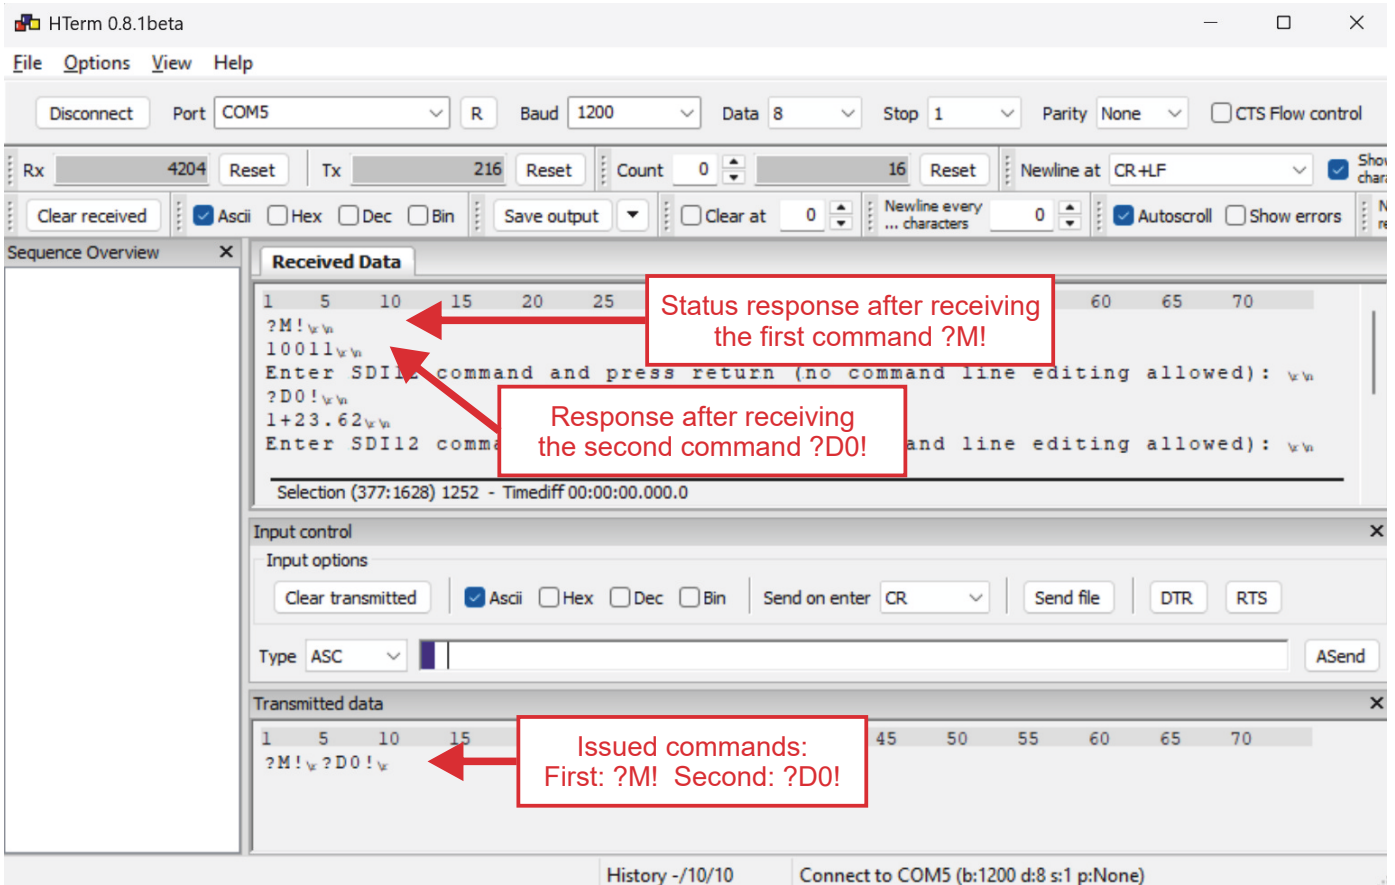 HTerm 0.8.1beta
File Options View Help
Disconnect Port COM5 R Baud 1200 Data 8 Stop 1 Parity None CTS Flow control
Rx 4204 Reset Tx 216 Reset Count 0 16 Reset Newline at CR+LF
Clear received Ascii Hex Dec Bin Save output Clear at 0 Newline every ... characters 0 Autoscroll Show errors
Sequence Overview
Received Data
1 5 10 15 20 25 60 65 70
Status response after receiving
the first command ?M!
?M!\r\n
10011\r\n
Enter SDI12 command and press return (no command line editing allowed): \r\n
?D0!\r\n
1+23.62\r\n
Response after receiving
the second command ?D0!
Enter SDI12 and line editing allowed): \r\n
Selection (377:1628) 1252 - Timediff 00:00:00.000.0
Input control
Input options
Clear transmitted Ascii Hex Dec Bin Send on enter CR Send file DTR RTS
Type ASC ASend
Transmitted data
1 5 10 15 45 50 55 60 65 70
?M!\r?D0!\r
Issued commands:
First: ?M! Second: ?D0!
History -/10/10 Connect to COM5 (b:1200 d:8 s:1 p:None)